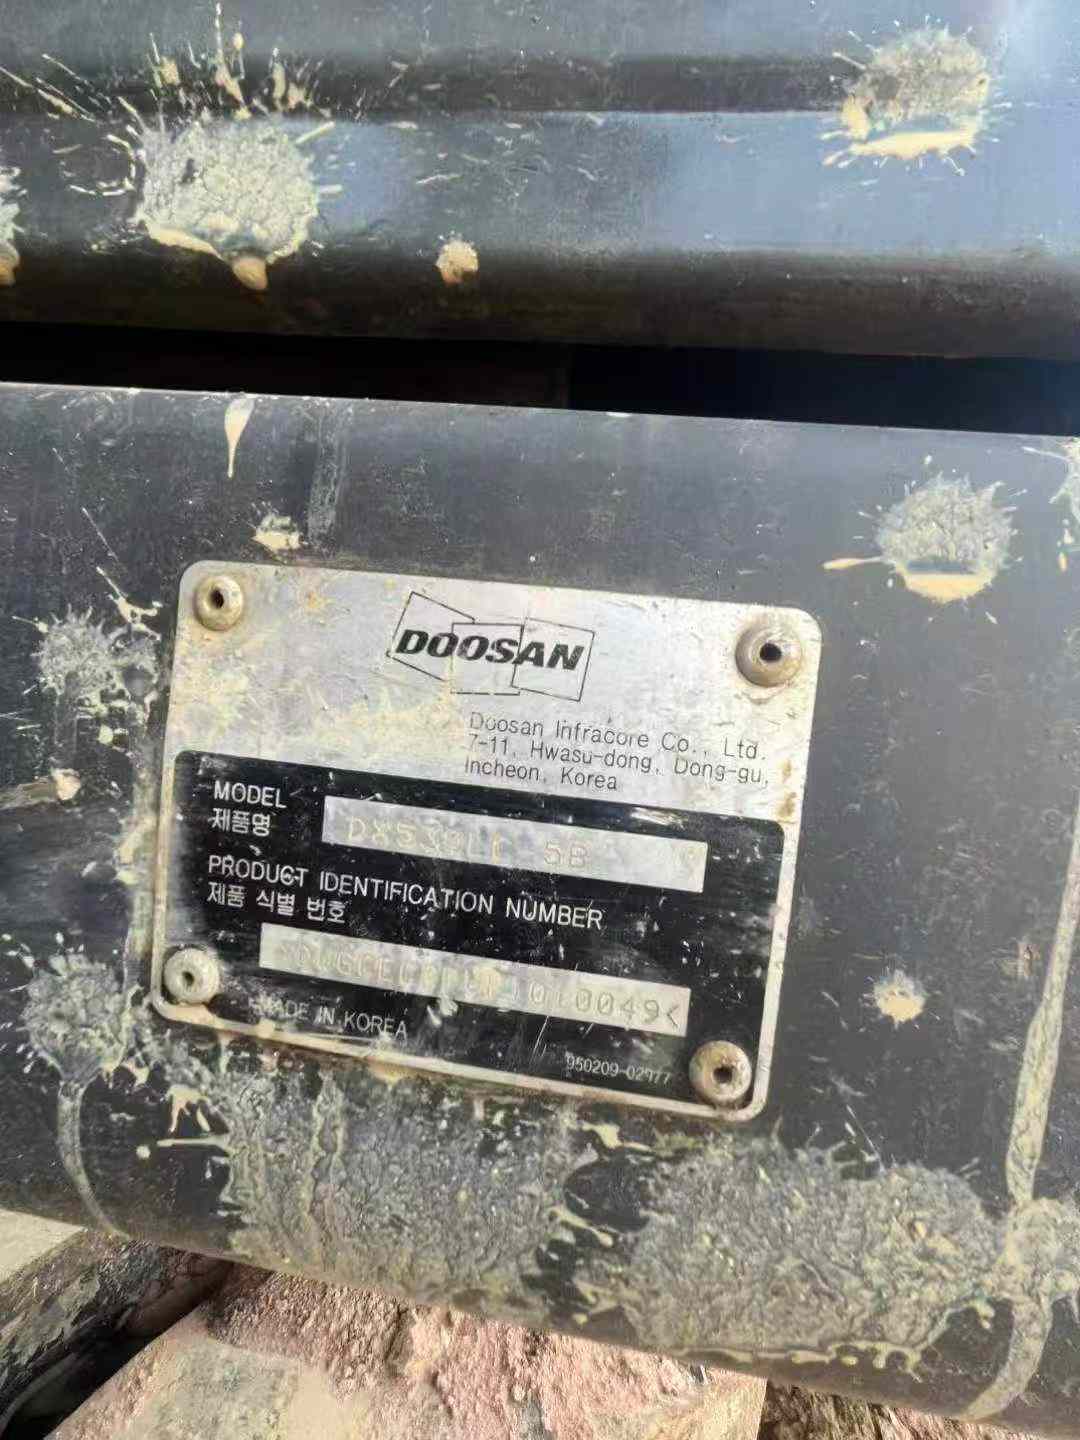 DOOSAN
Doosan Infracore Co., Ltd.
7-11, Hwasu-dong, Dong-gu,
Incheon, Korea
MODEL
제품명
5B
PRODUCT IDENTIFICATION NUMBER
제품 식별 번호
MADE IN KOREA
950209-02977